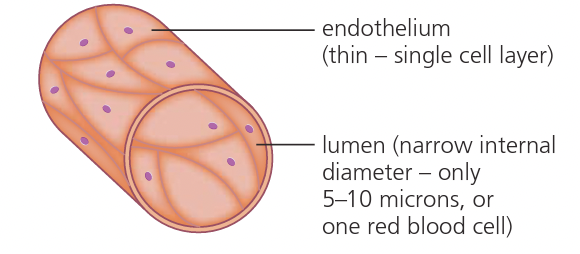 endothelium
(thin – single cell layer)
lumen (narrow internal
diameter – only
5–10 microns, or
one red blood cell)